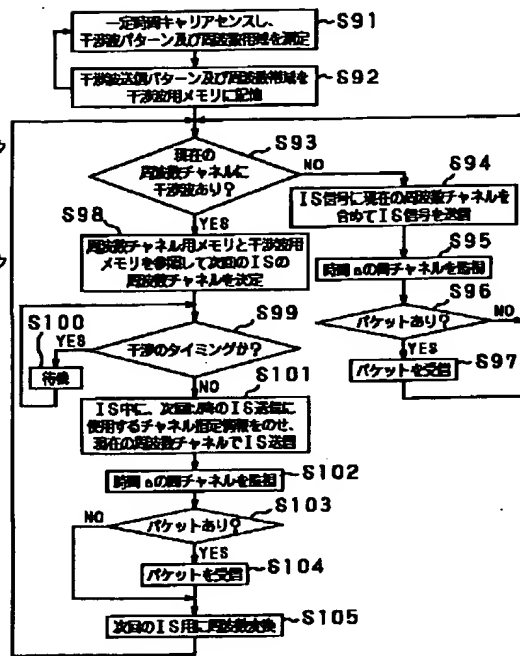 S91
一定時間キャリアセンスし、
干渉波パターン及び周波数帯域を測定
S92
干渉波送信パターン及び周波数帯域を
干渉波用メモリに記憶
S93
現在の
周波数チャネルに
干渉波あり?
NO
YES
S94
IS信号に現在の周波数チャネルを
含めてIS信号を送信
S95
時間nの間チャネルを監視
S96
パケットあり?
NO
YES
パケットを受信
S97
S98
周波数チャネル用メモリと干渉波用
メモリを参照して次回のISの
周波数チャネルを決定
S99
干渉のタイミングか?
YES
NO
S100
待機
S101
IS中に、次回以降のIS送信に
使用するチャネル指定情報をのせ、
現在の周波数チャネルでIS送信
S102
時間nの間チャネルを監視
S103
パケットあり?
NO
YES
S104
パケットを受信
S105
次回のIS用に周波数変換
ク
ク